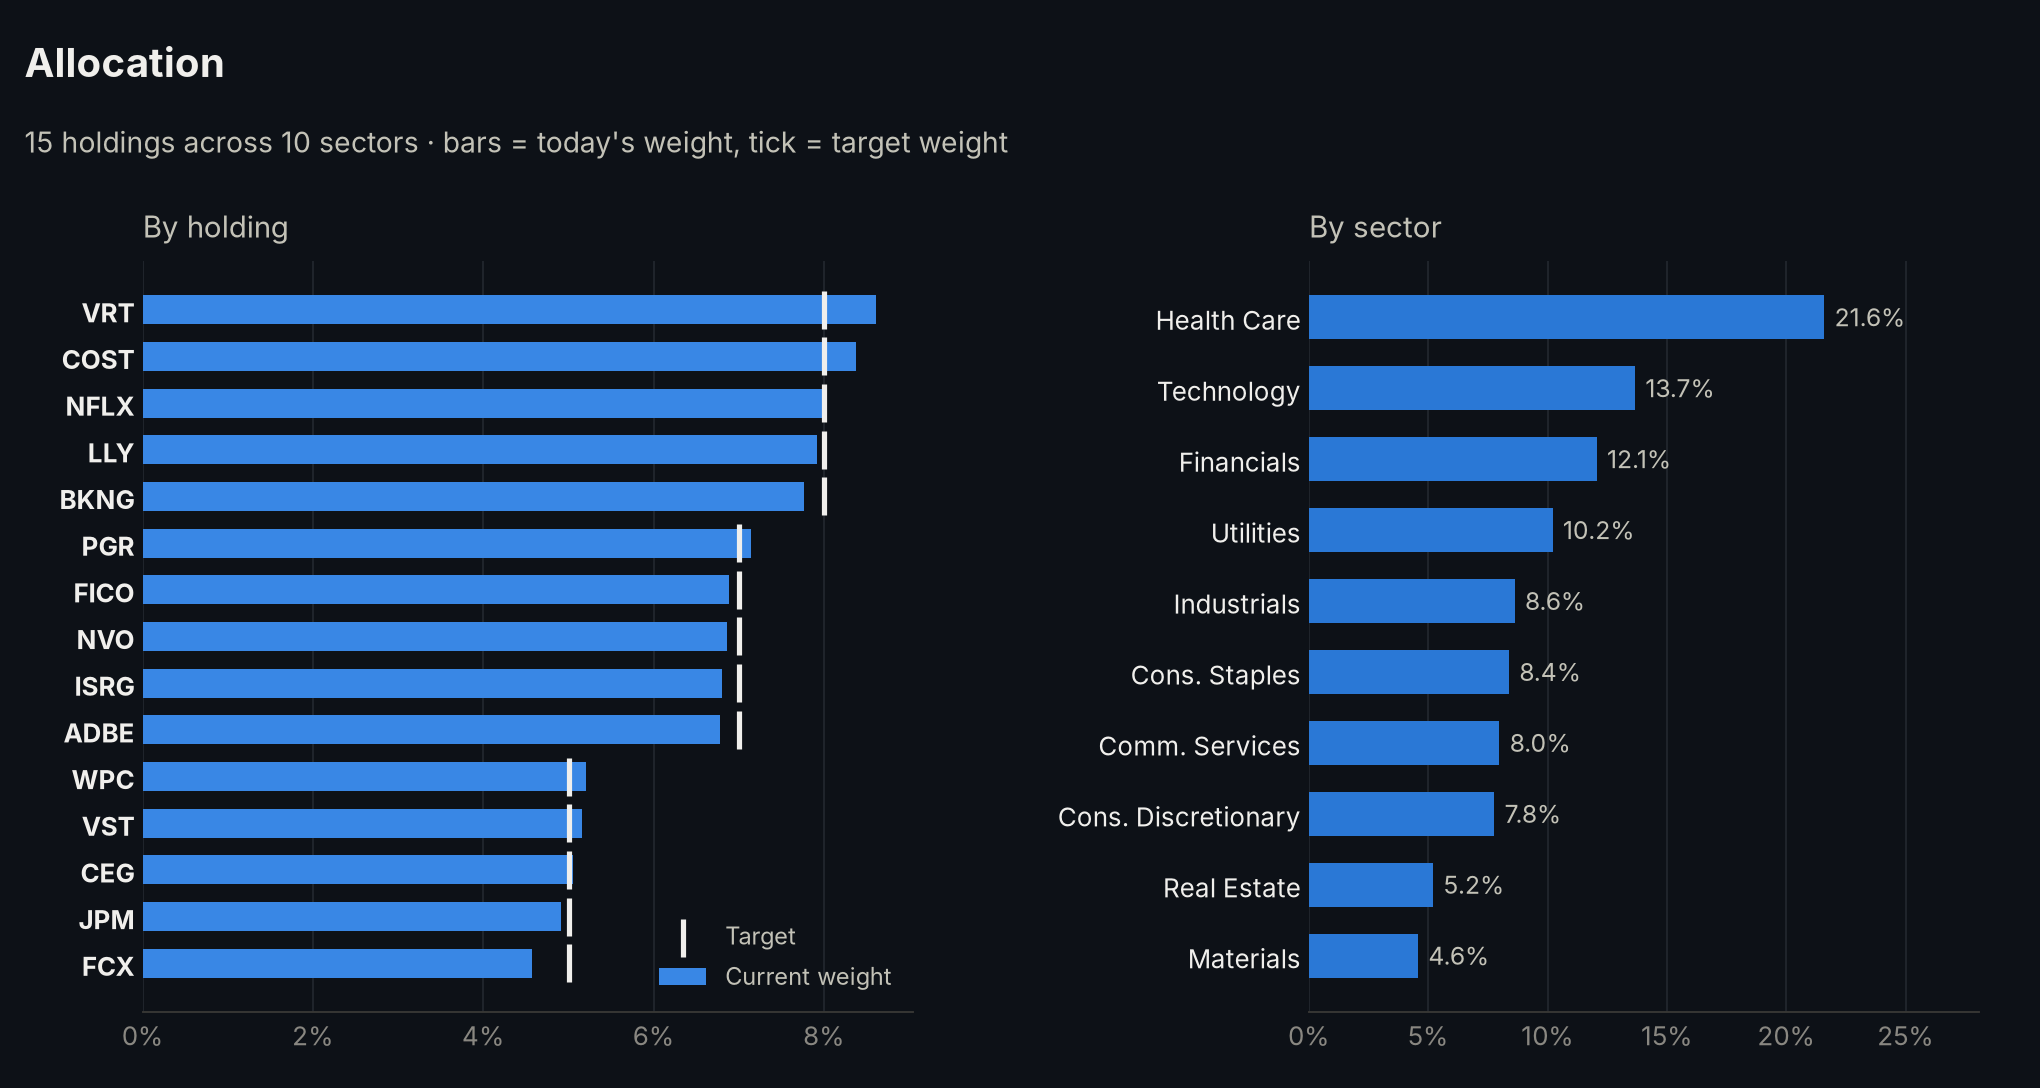 Allocation
15 holdings across 10 sectors · bars = today's weight, tick = target weight
By holding
VRT
COST
NFLX
LLY
BKNG
PGR
FICO
NVO
ISRG
ADBE
WPC
VST
CEG
JPM
FCX
Target
Current weight
0% 2% 4% 6% 8%
By sector
Health Care 21.6%
Technology 13.7%
Financials 12.1%
Utilities 10.2%
Industrials 8.6%
Cons. Staples 8.4%
Comm. Services 8.0%
Cons. Discretionary 7.8%
Real Estate 5.2%
Materials 4.6%
0% 5% 10% 15% 20% 25%